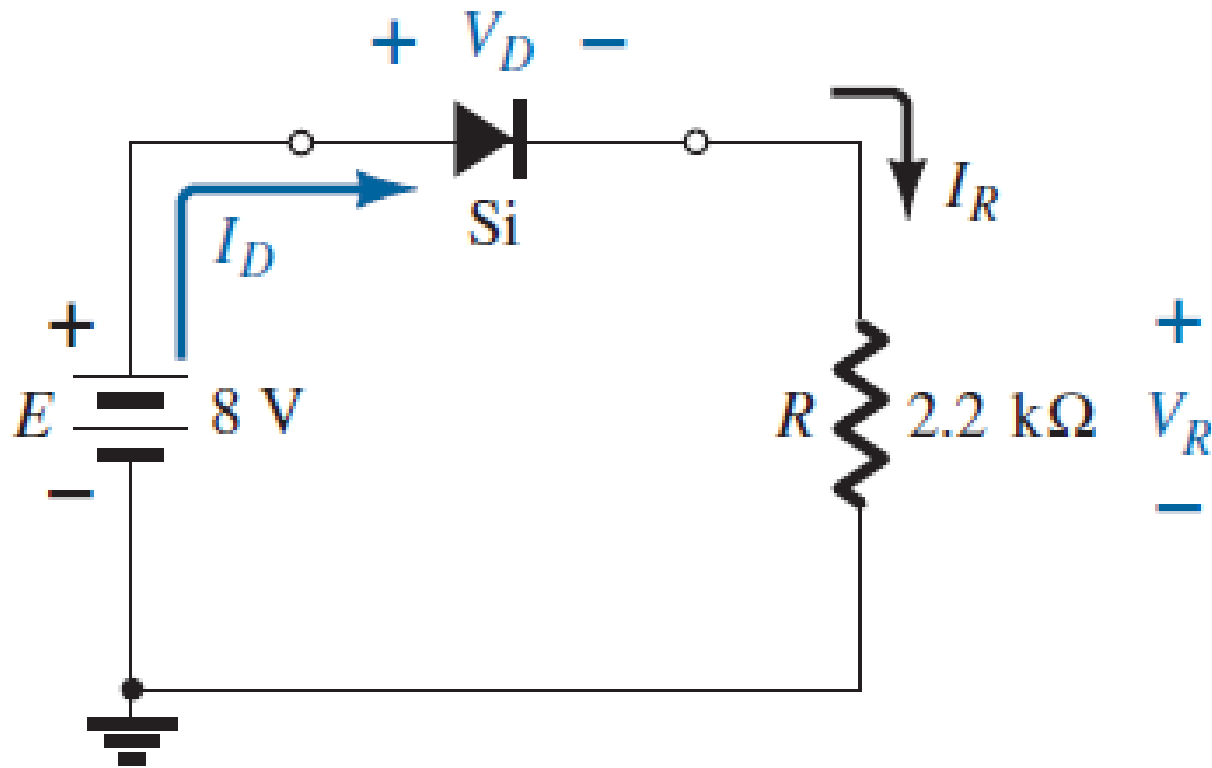 + V_D −
I_D
Si
I_R
+
E 8 V
−
R 2.2 kΩ
+
V_R
−